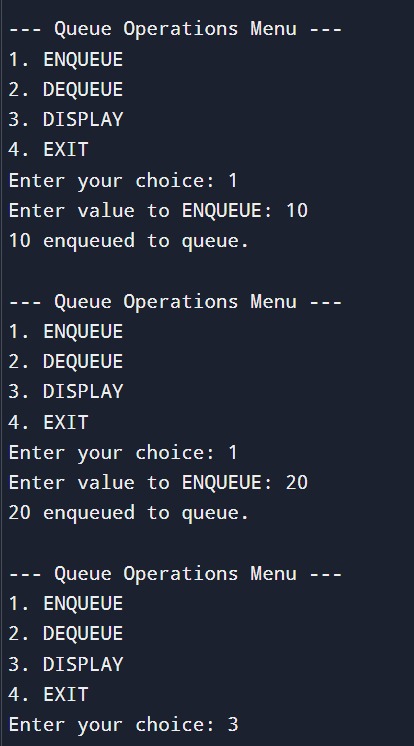 --- Queue Operations Menu ---
1. ENQUEUE
2. DEQUEUE
3. DISPLAY
4. EXIT
Enter your choice: 1
Enter value to ENQUEUE: 10
10 enqueued to queue.

--- Queue Operations Menu ---
1. ENQUEUE
2. DEQUEUE
3. DISPLAY
4. EXIT
Enter your choice: 1
Enter value to ENQUEUE: 20
20 enqueued to queue.

--- Queue Operations Menu ---
1. ENQUEUE
2. DEQUEUE
3. DISPLAY
4. EXIT
Enter your choice: 3